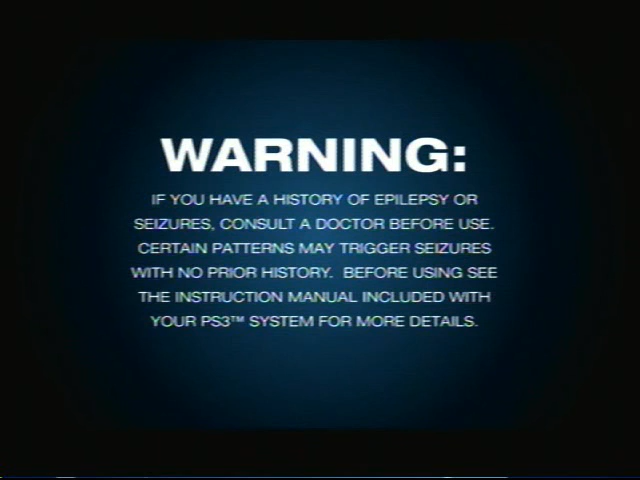 WARNING:
IF YOU HAVE A HISTORY OF EPILEPSY OR
SEIZURES, CONSULT A DOCTOR BEFORE USE.
CERTAIN PATTERNS MAY TRIGGER SEIZURES
WITH NO PRIOR HISTORY.  BEFORE USING SEE
THE INSTRUCTION MANUAL INCLUDED WITH
YOUR PS3™ SYSTEM FOR MORE DETAILS.